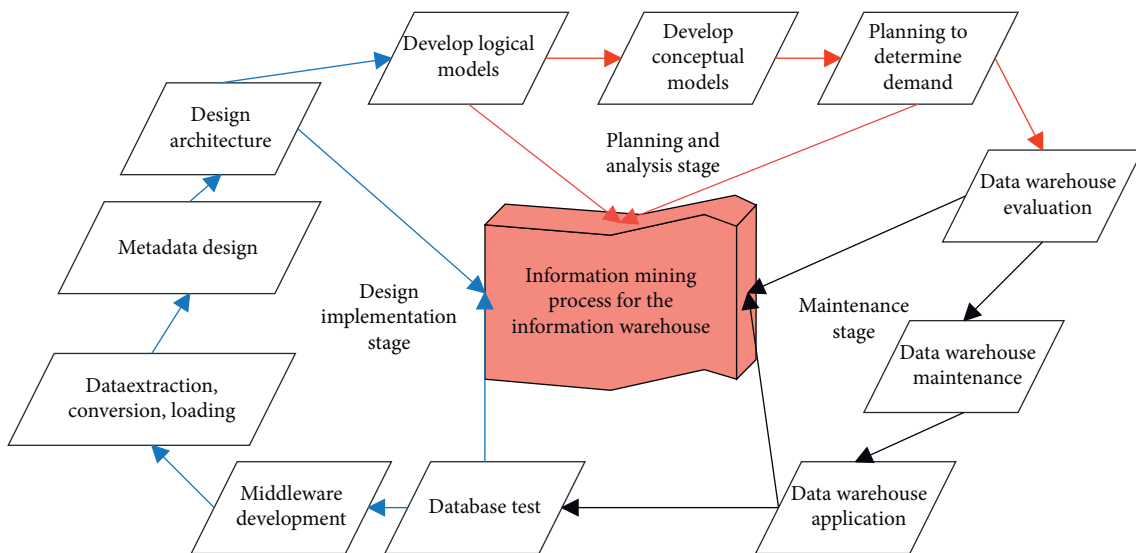 Develop logical
models
Develop
conceptual
models
Planning to
determine
demand
Design
architecture
Planning and
analysis stage
Data warehouse
evaluation
Metadata design
Information mining
process for the
information warehouse
Design
implementation
stage
Maintenance
stage
Data warehouse
maintenance
Dataextraction,
conversion, loading
Middleware
development
Database test
Data warehouse
application